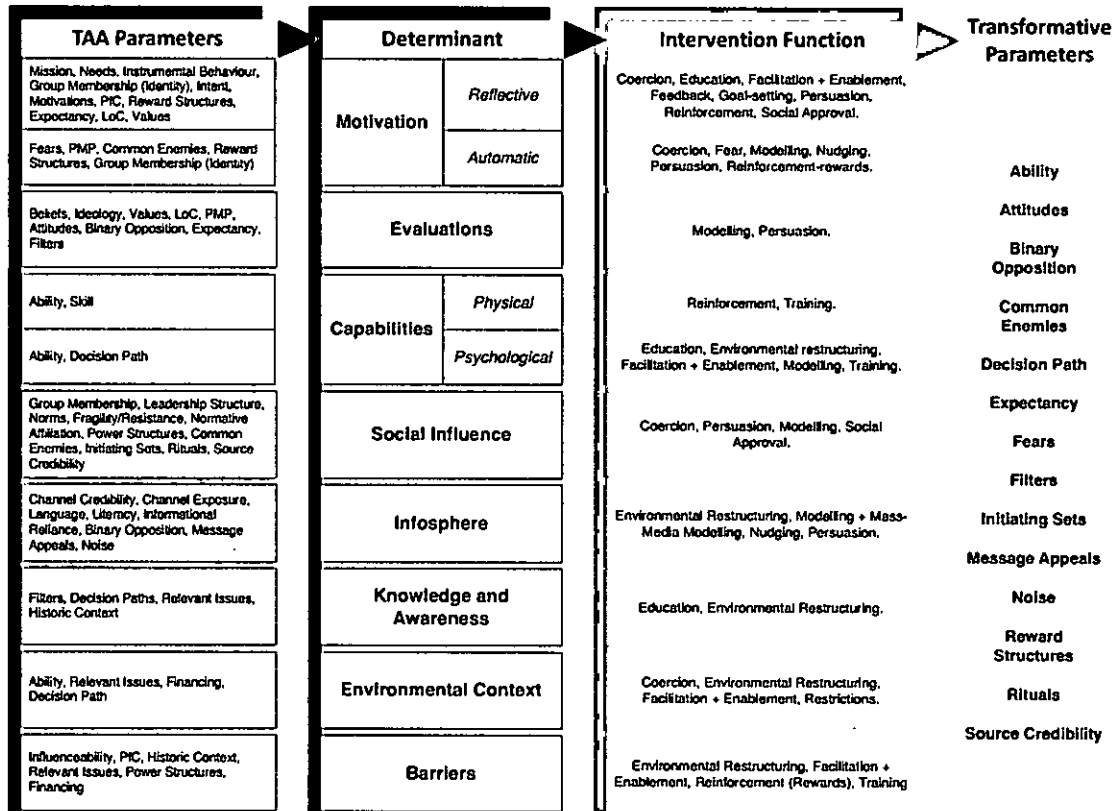 TAA Parameters
Mission, Needs, Instrumental Behaviour,
Group Membership (Identity), Intent,
Motivations, PfC, Reward Structures,
Expectancy, LoC, Values
Fears, PMP, Common Enemies, Reward
Structures, Group Membership (Identity)
Beliefs, Ideology, Values, LoC, PMP,
Attitudes, Binary Opposition, Expectancy,
Filters
Ability, Skill
Ability, Decision Path
Group Membership, Leadership Structure,
Norms, Fragility/Resistance, Normative
Affiliation, Power Structures, Common
Enemies, Initiating Sets, Rituals, Source
Credibility
Channel Credibility, Channel Exposure,
Language, Literacy, Informational
Reliance, Binary Opposition, Message
Appeals, Noise
Filters, Decision Paths, Relevant Issues,
Historic Context
Ability, Relevant Issues, Financing,
Decision Path
Influenceability, PfC, Historic Context,
Relevant Issues, Power Structures,
Financing
Determinant
Motivation
Reflective
Automatic
Evaluations
Capabilities
Physical
Psychological
Social Influence
Infosphere
Knowledge and
Awareness
Environmental Context
Barriers
Intervention Function
Coercion, Education, Facilitation + Enablement,
Feedback, Goal-setting, Persuasion,
Reinforcement, Social Approval.
Coercion, Fear, Modelling, Nudging,
Persuasion, Reinforcement-rewards.
Modelling, Persuasion.
Reinforcement, Training.
Education, Environmental restructuring,
Facilitation + Enablement, Modelling, Training.
Coercion, Persuasion, Modelling, Social
Approval.
Environmental Restructuring, Modelling + Mass-
Media Modelling, Nudging, Persuasion.
Education, Environmental Restructuring.
Coercion, Environmental Restructuring,
Facilitation + Enablement, Restrictions.
Environmental Restructuring, Facilitation +
Enablement, Reinforcement (Rewards), Training
Transformative
Parameters
Ability
Attitudes
Binary
Opposition
Common
Enemies
Decision Path
Expectancy
Fears
Filters
Initiating Sets
Message Appeals
Noise
Reward
Structures
Rituals
Source Credibility